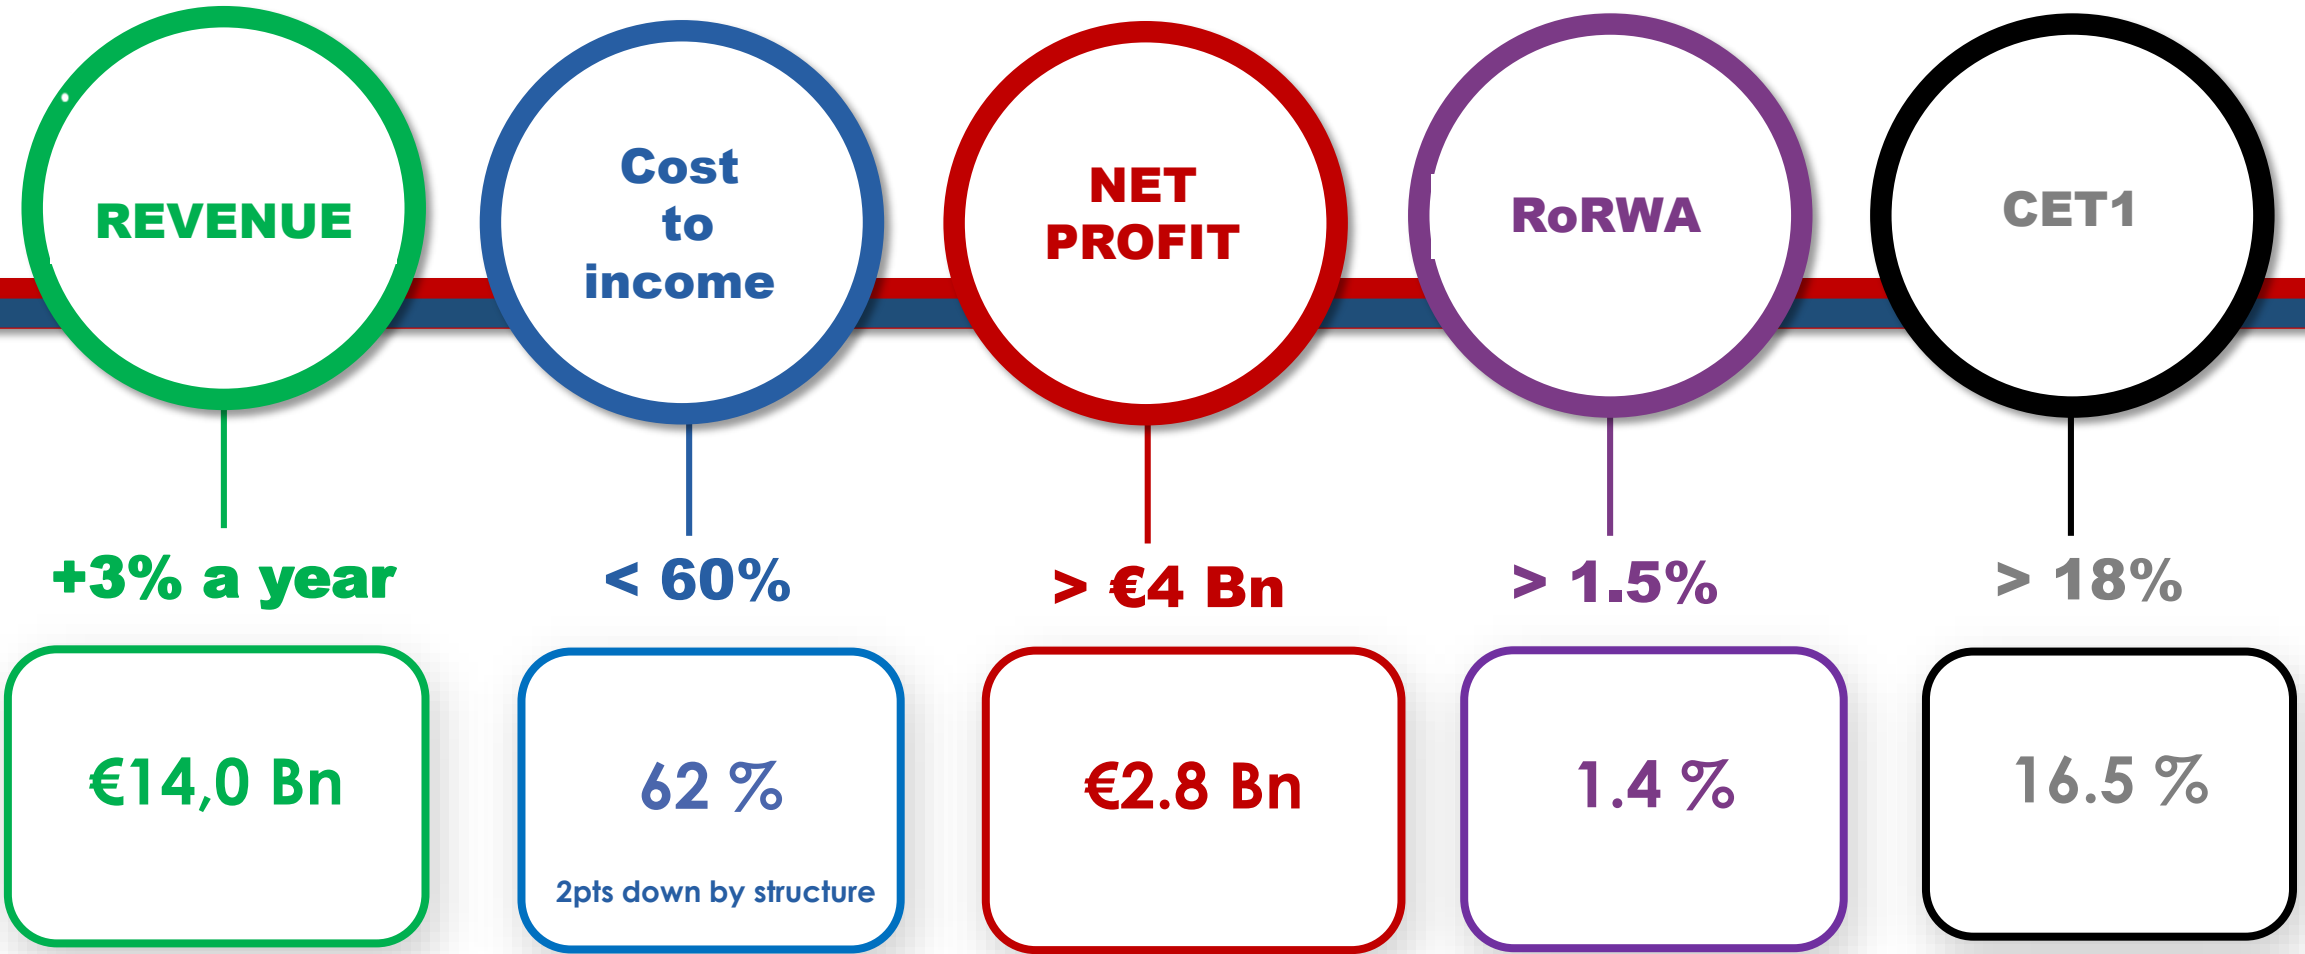 REVENUE
Cost
to
income
NET
PROFIT
RoRWA
CET1
+3% a year
< 60%
> €4 Bn
> 1.5%
> 18%
€14,0 Bn
62 %
2pts down by structure
€2.8 Bn
1.4 %
16.5 %